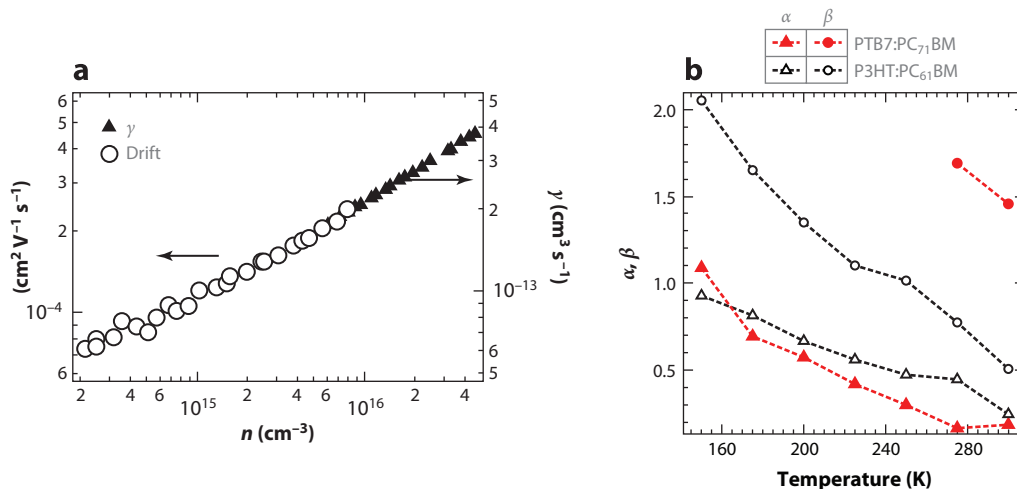 α β
PTB7:PC₇₁BM
P3HT:PC₆₁BM
a
γ
Drift
6
4
3
2
10⁻⁴
6
(cm² V⁻¹ s⁻¹)
5
4
3
2
10⁻¹³
6
4
γ (cm³ s⁻¹)
2 4 6 10¹⁵ 2 4 6 10¹⁶ 2 4
n (cm⁻³)
b
2.0
1.5
1.0
0.5
α, β
160 200 240 280
Temperature (K)